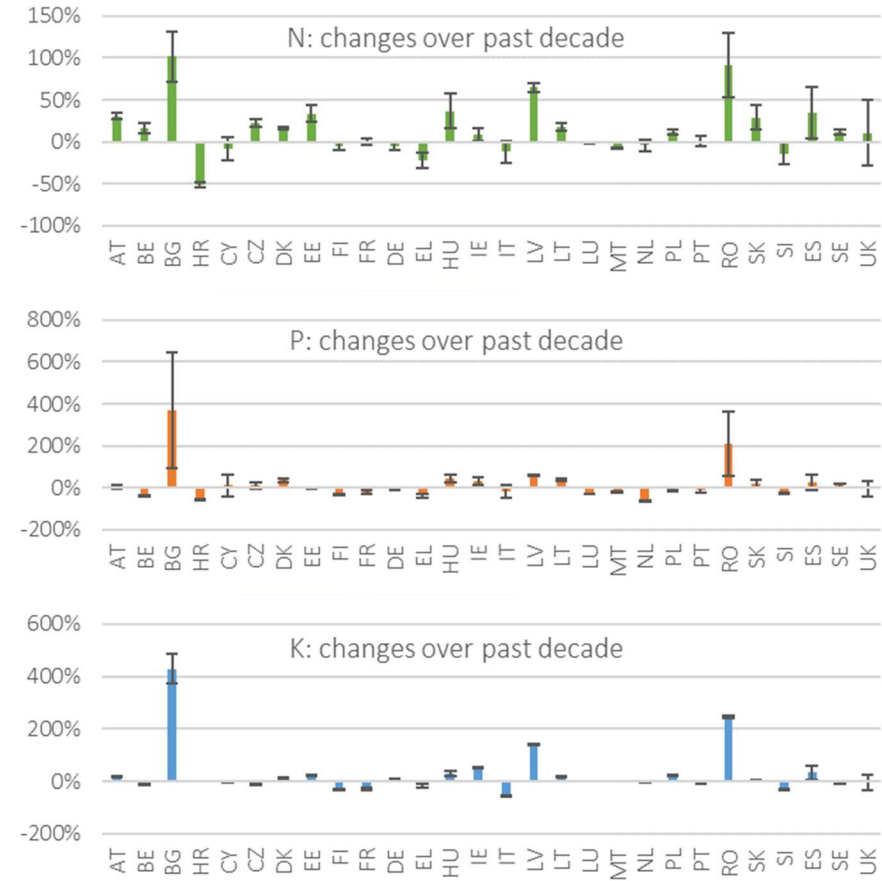 N: changes over past decade
150%
100%
50%
0%
-50%
-100%
AT BE BG HR CY CZ DK EE FI FR DE EL HU IE IT LV LT LU MT NL PL PT RO SK SI ES SE UK
P: changes over past decade
800%
600%
400%
200%
0%
-200%
AT BE BG HR CY CZ DK EE FI FR DE EL HU IE IT LV LT LU MT NL PL PT RO SK SI ES SE UK
K: changes over past decade
600%
400%
200%
0%
-200%
AT BE BG HR CY CZ DK EE FI FR DE EL HU IE IT LV LT LU MT NL PL PT RO SK SI ES SE UK